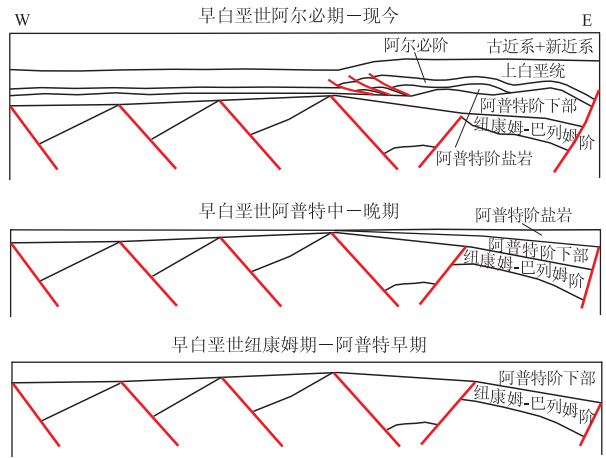 早白垩世阿尔必期－现今
W
E
阿尔必阶
古近系+新近系
上白垩统
阿普特阶下部
纽康姆-巴列姆阶
阿普特阶盐岩
早白垩世阿普特中－晚期
阿普特阶盐岩
阿普特阶下部
纽康姆-巴列姆阶
早白垩世纽康姆期－阿普特早期
阿普特阶下部
纽康姆-巴列姆阶